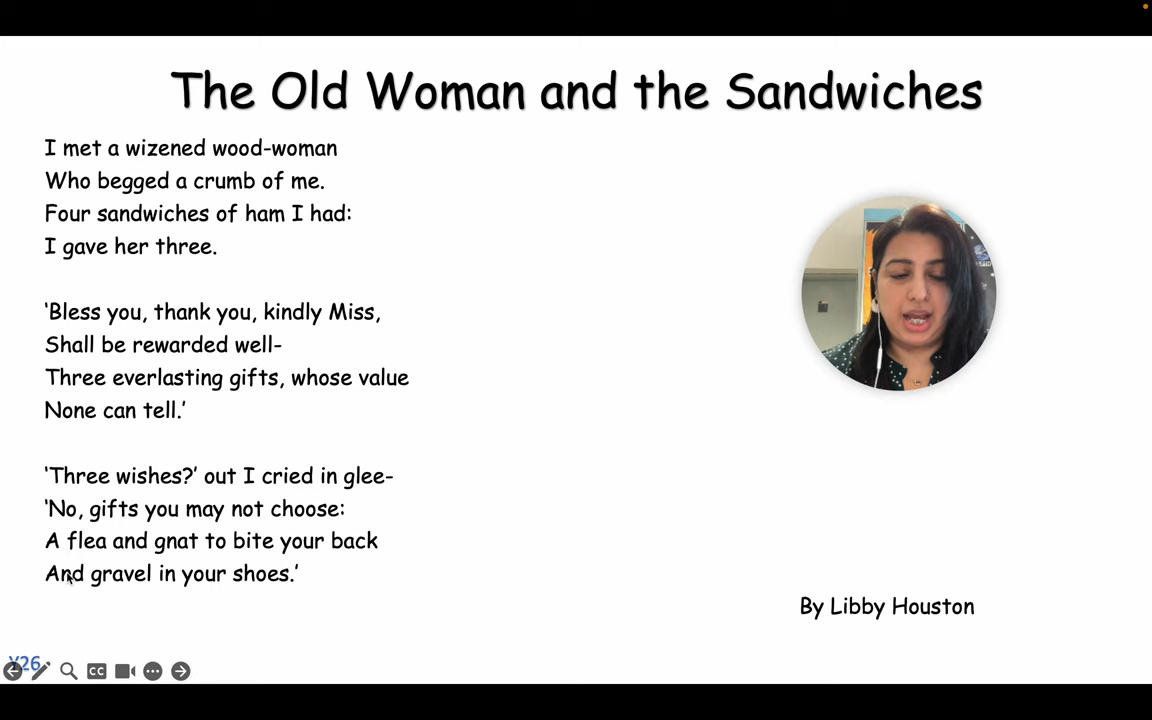 The Old Woman and the Sandwiches
I met a wizened wood-woman
Who begged a crumb of me.
Four sandwiches of ham I had:
I gave her three.
‘Bless you, thank you, kindly Miss,
Shall be rewarded well-
Three everlasting gifts, whose value
None can tell.’
‘Three wishes?’ out I cried in glee-
‘No, gifts you may not choose:
A flea and gnat to bite your back
And gravel in your shoes.’
By Libby Houston
Y26
CC